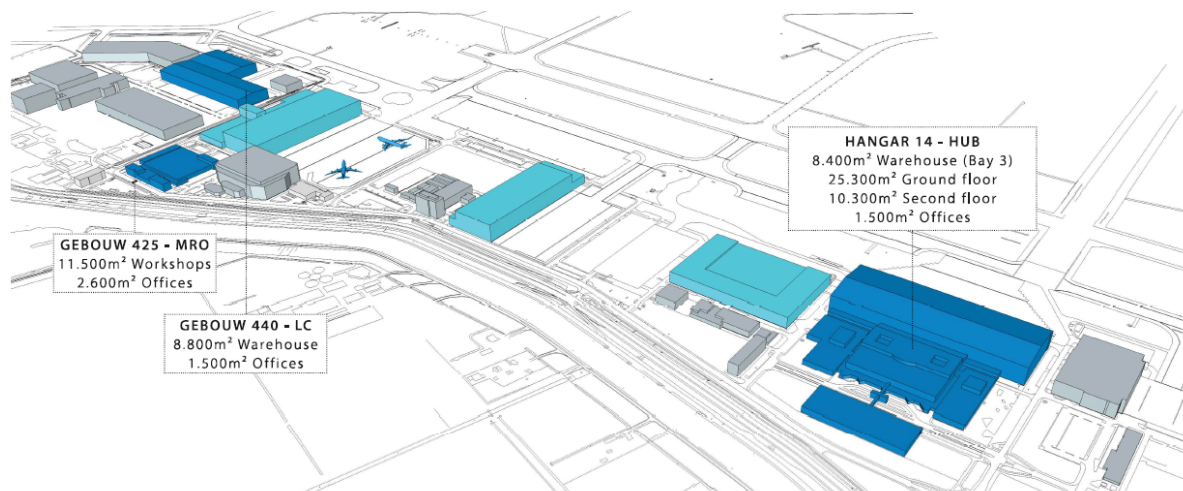 HANGAR 14 - HUB
8.400m² Warehouse (Bay 3)
25.300m² Ground floor
10.300m² Second floor
1.500m² Offices
GEBOUW 425 - MRO
11.500m² Workshops
2.600m² Offices
GEBOUW 440 - LC
8.800m² Warehouse
1.500m² Offices